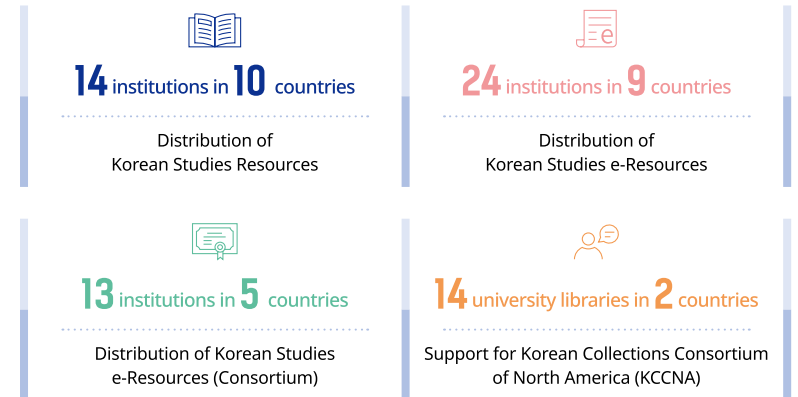 14 institutions in 10 countries
Distribution of
Korean Studies Resources
e
24 institutions in 9 countries
Distribution of
Korean Studies e-Resources
13 institutions in 5 countries
Distribution of Korean Studies
e-Resources (Consortium)
14 university libraries in 2 countries
Support for Korean Collections Consortium
of North America (KCCNA)